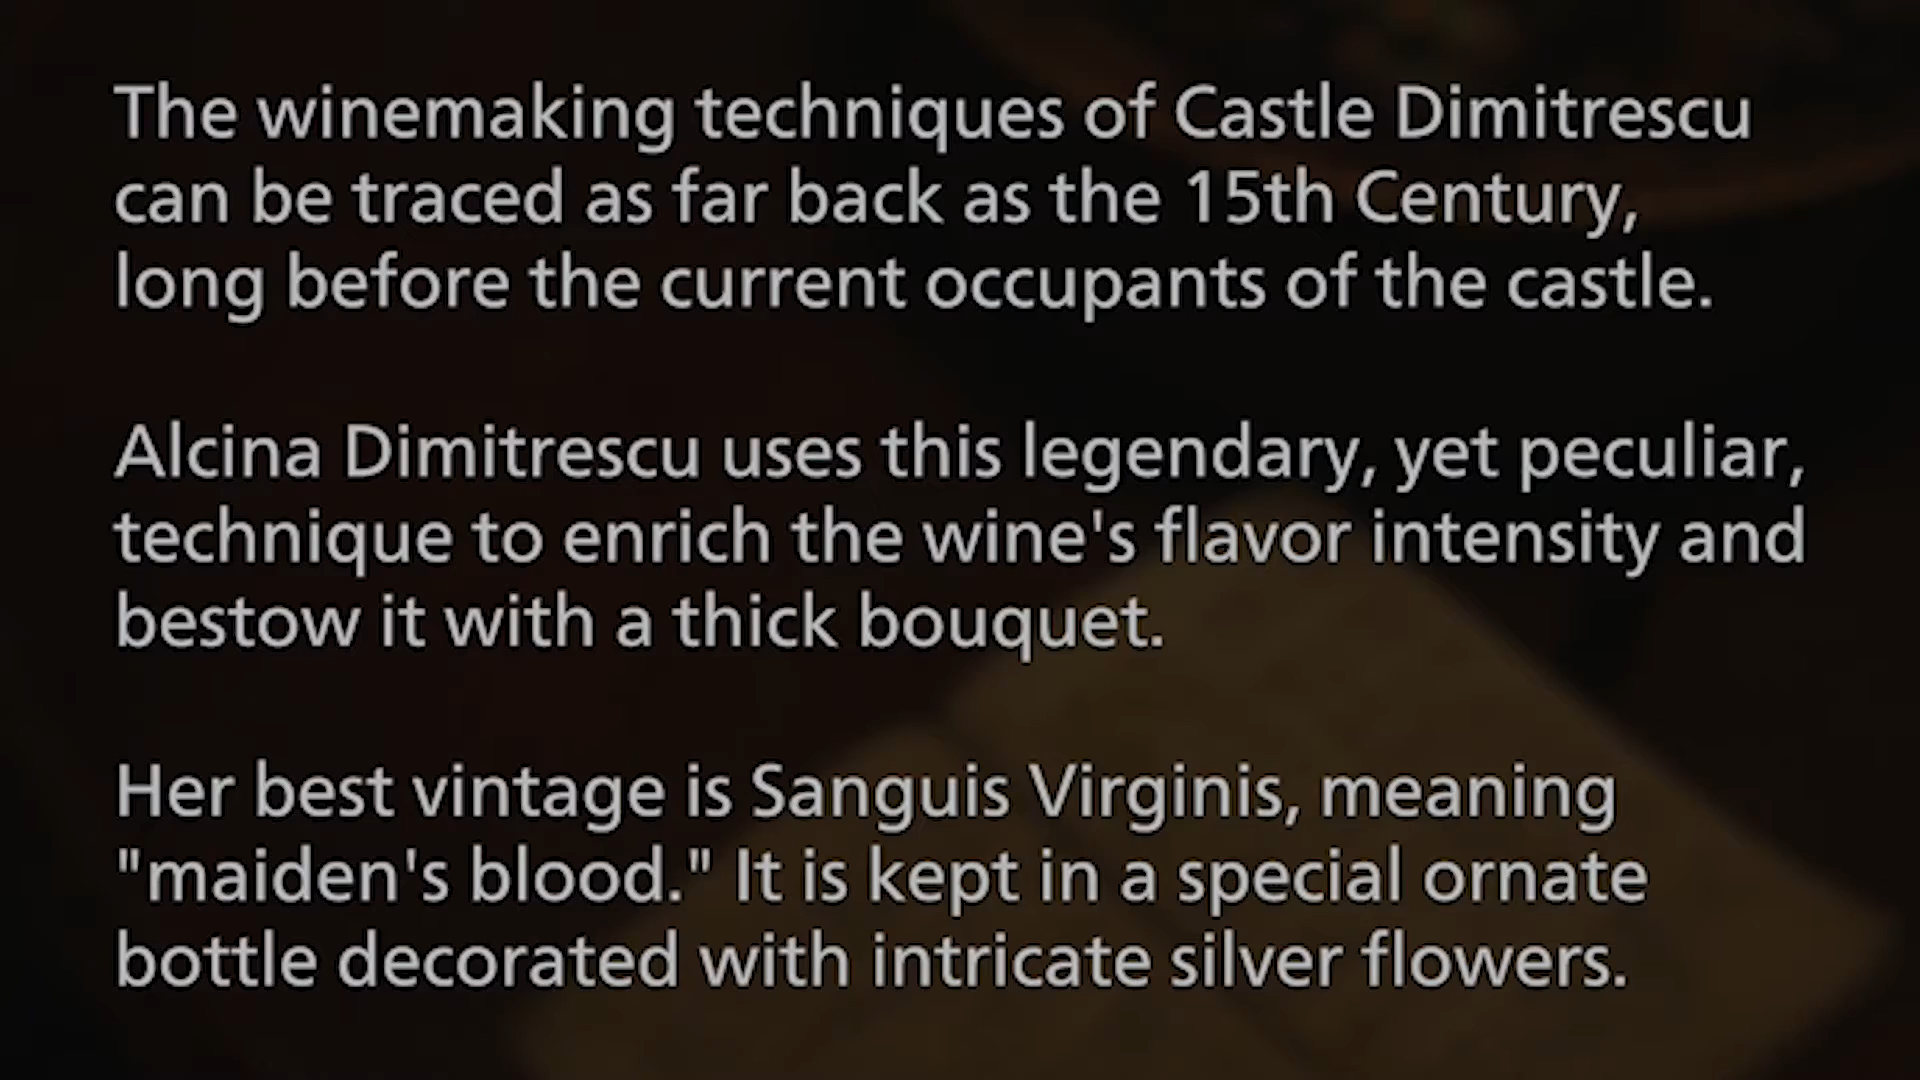 The winemaking techniques of Castle Dimitrescu
can be traced as far back as the 15th Century,
long before the current occupants of the castle.
Alcina Dimitrescu uses this legendary, yet peculiar,
technique to enrich the wine's flavor intensity and
bestow it with a thick bouquet.
Her best vintage is Sanguis Virginis, meaning
"maiden's blood." It is kept in a special ornate
bottle decorated with intricate silver flowers.